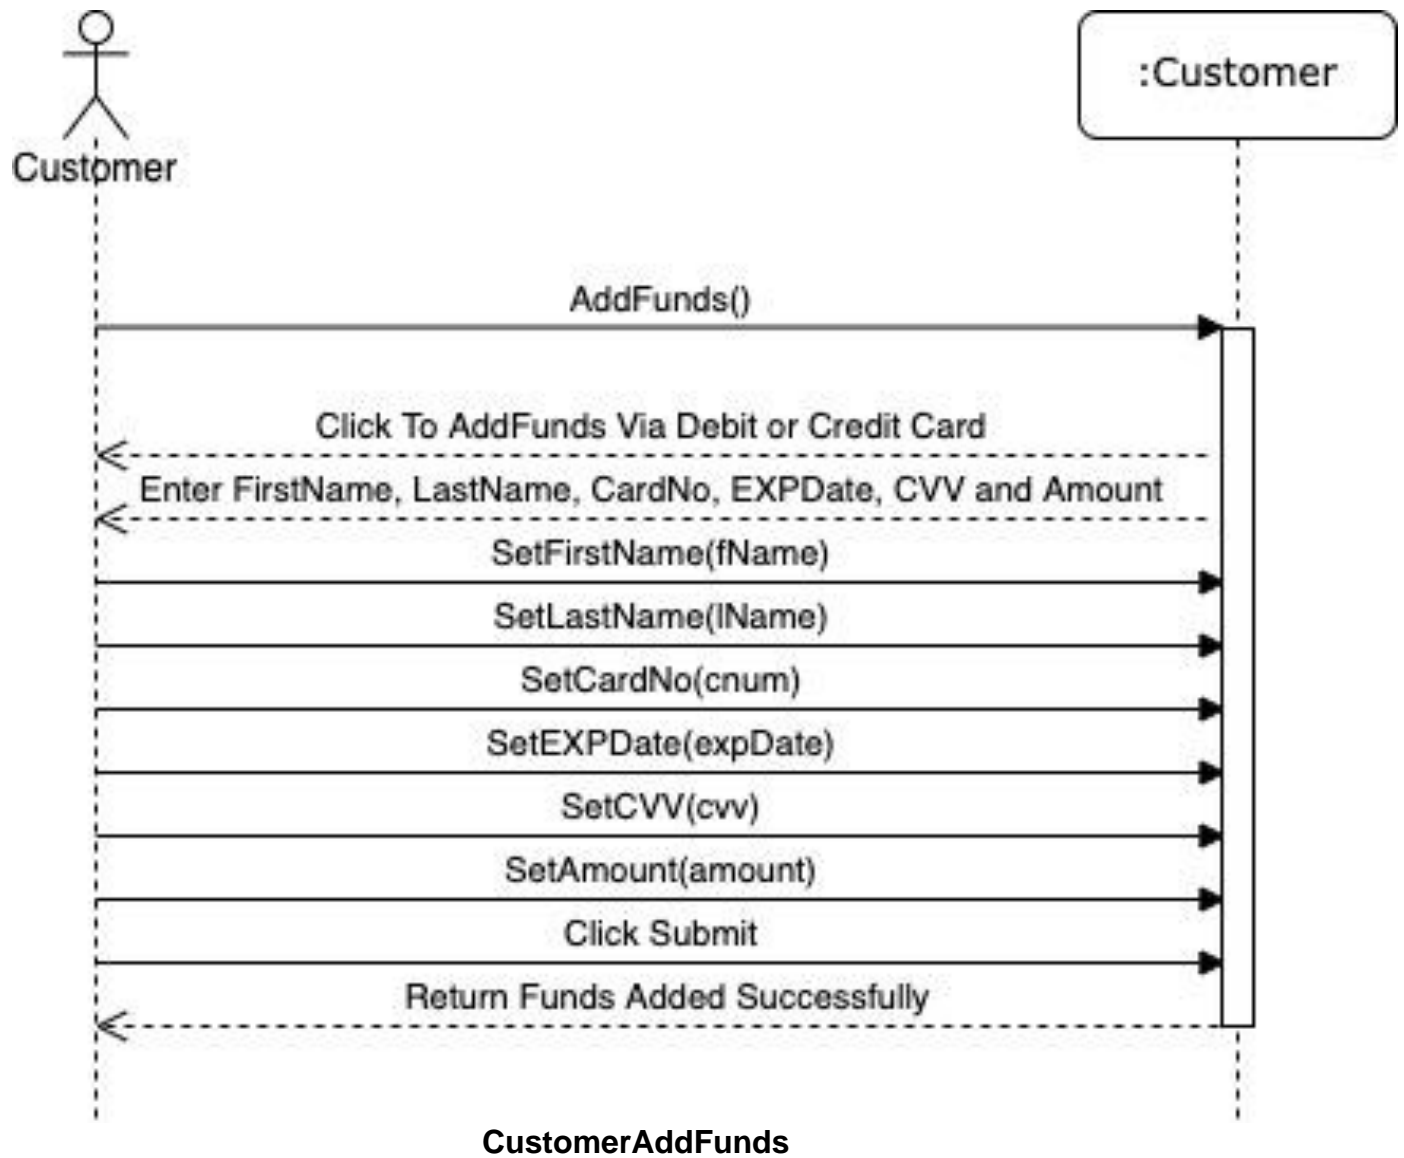 :Customer
Customer
AddFunds()
Click To AddFunds Via Debit or Credit Card
Enter FirstName, LastName, CardNo, EXPDate, CVV and Amount
SetFirstName(fName)
SetLastName(lName)
SetCardNo(cnum)
SetEXPDate(expDate)
SetCVV(cvv)
SetAmount(amount)
Click Submit
Return Funds Added Successfully
CustomerAddFunds